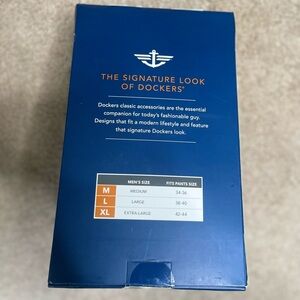 THE SIGNATURE LOOK
OF DOCKERS®
Dockers classic accessories are the essential
companion for today's fashionable guy.
Designs that fit a modern lifestyle and feature
that signature Dockers look.
MEN'S SIZE FITS PANTS SIZE
M MEDIUM 34-36
L LARGE 38-40
XL EXTRA LARGE 42-44